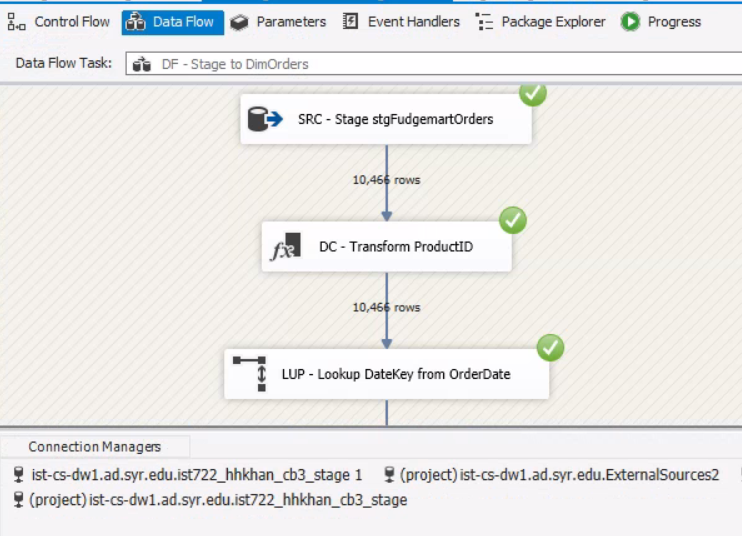 Control Flow Data Flow Parameters Event Handlers Package Explorer Progress
Data Flow Task: DF - Stage to DimOrders
SRC - Stage stgFudgemartOrders
10,466 rows
fx DC - Transform ProductID
10,466 rows
LUP - Lookup DateKey from OrderDate
Connection Managers
ist-cs-dw1.ad.syr.edu.ist722_hhkhan_cb3_stage 1 (project) ist-cs-dw1.ad.syr.edu.ExternalSources2
(project) ist-cs-dw1.ad.syr.edu.ist722_hhkhan_cb3_stage